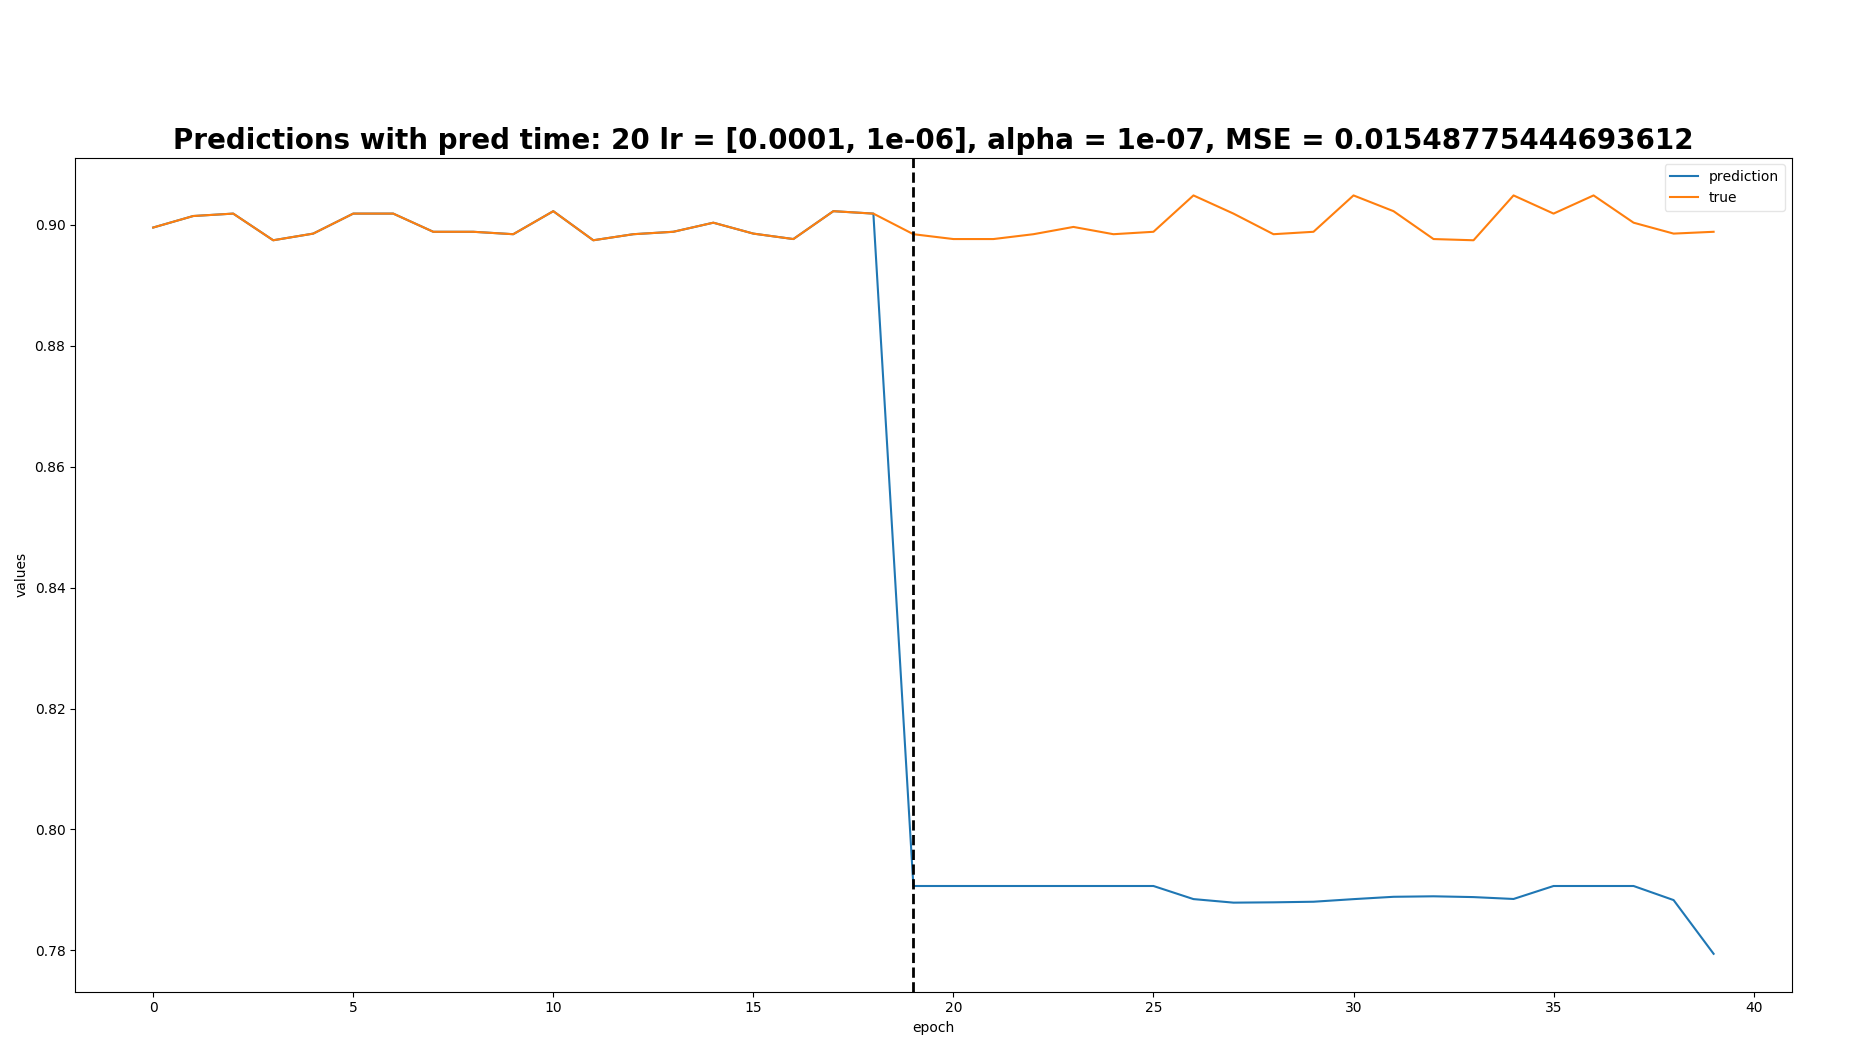 Predictions with pred time: 20 lr = [0.0001, 1e-06], alpha = 1e-07, MSE = 0.01548775444693612
prediction
true
0.90
0.88
0.86
0.84
0.82
0.80
0.78
values
0 5 10 15 20 25 30 35 40
epoch